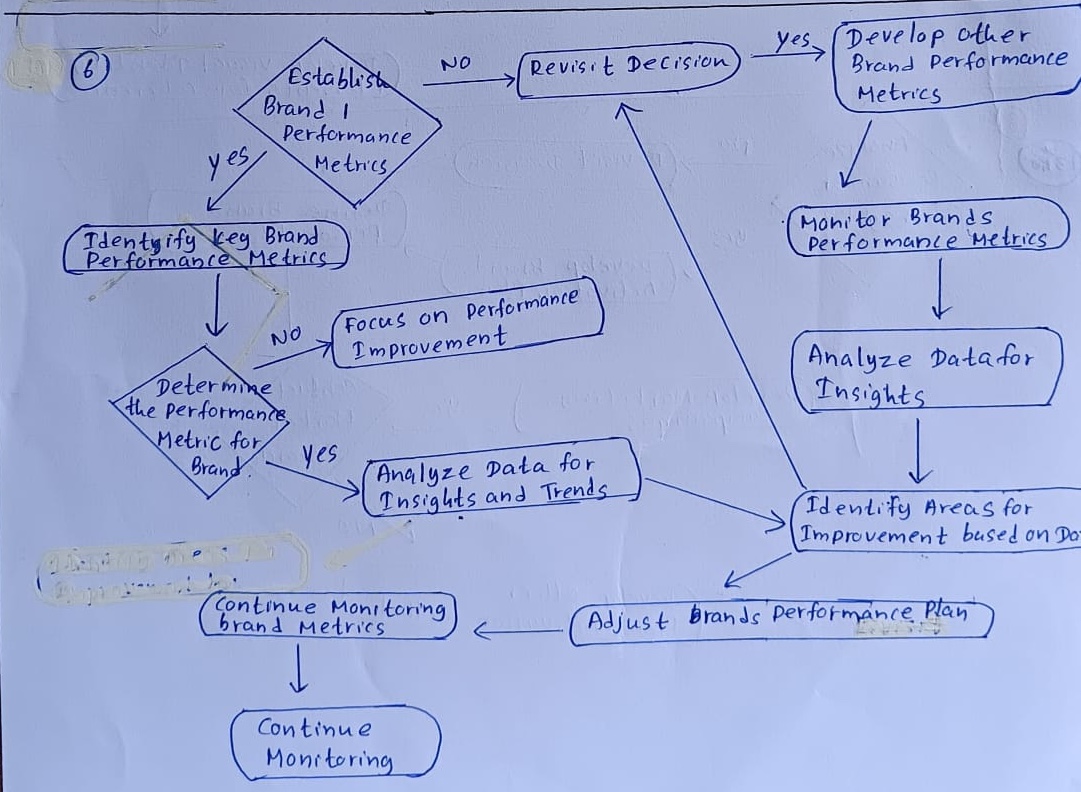 6
Establish
Brand |
Performance
Metrics
NO
Revisit Decision
yes
Develop other
Brand Performance
Metrics
yes
Identyify key Brand
Performance Metrics
Monitor Brands
Performance Metrics
NO
Focus on Performance
Improvement
Analyze Data for
Insights
Determine
the performance
Metric for
Brand
yes
Analyze Data for
Insights and Trends
Identify Areas for
Improvement based on Da
Continue Monitoring
brand Metrics
Adjust Brands Performance Plan
Continue
Monitoring